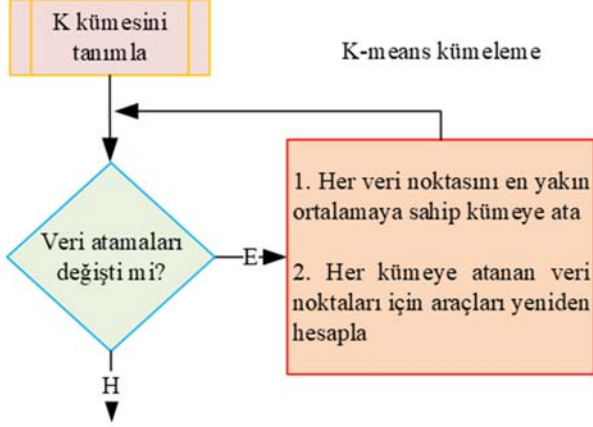 K kümesini
tanımla
K-means kümeleme
Veri atamaları
değişti mi?
E
1. Her veri noktasını en yakın
ortalamaya sahip kümeye ata
2. Her kümeye atanan veri
noktaları için araçları yeniden
hesapla
H